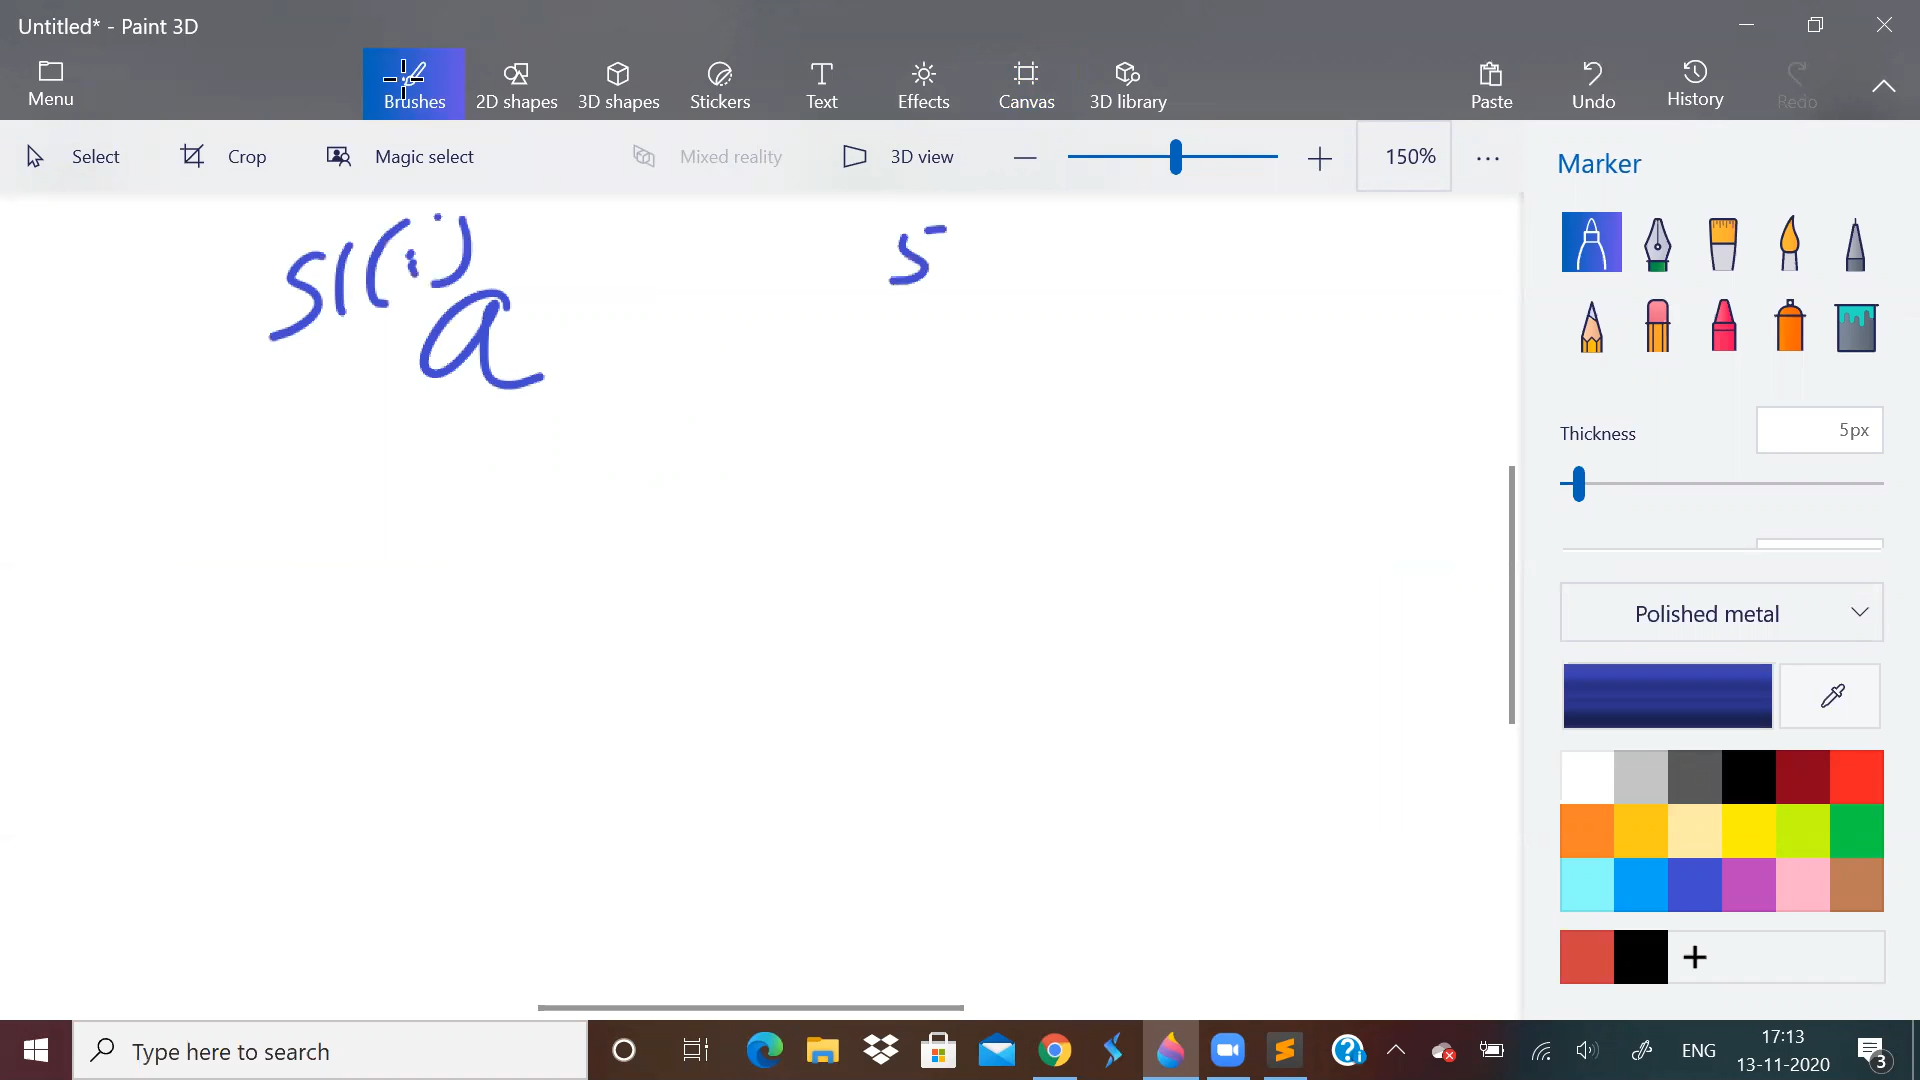 Untitled* - Paint 3D
Menu
Brushes
2D shapes
3D shapes
Stickers
Text
Effects
Canvas
3D library
Paste
Undo
History
Redo
Select
Crop
Magic select
Mixed reality
3D view
150%
Marker
S1(i)
5
a
Thickness
5px
Polished metal
Type here to search
ENG
17:13
13-11-2020
3